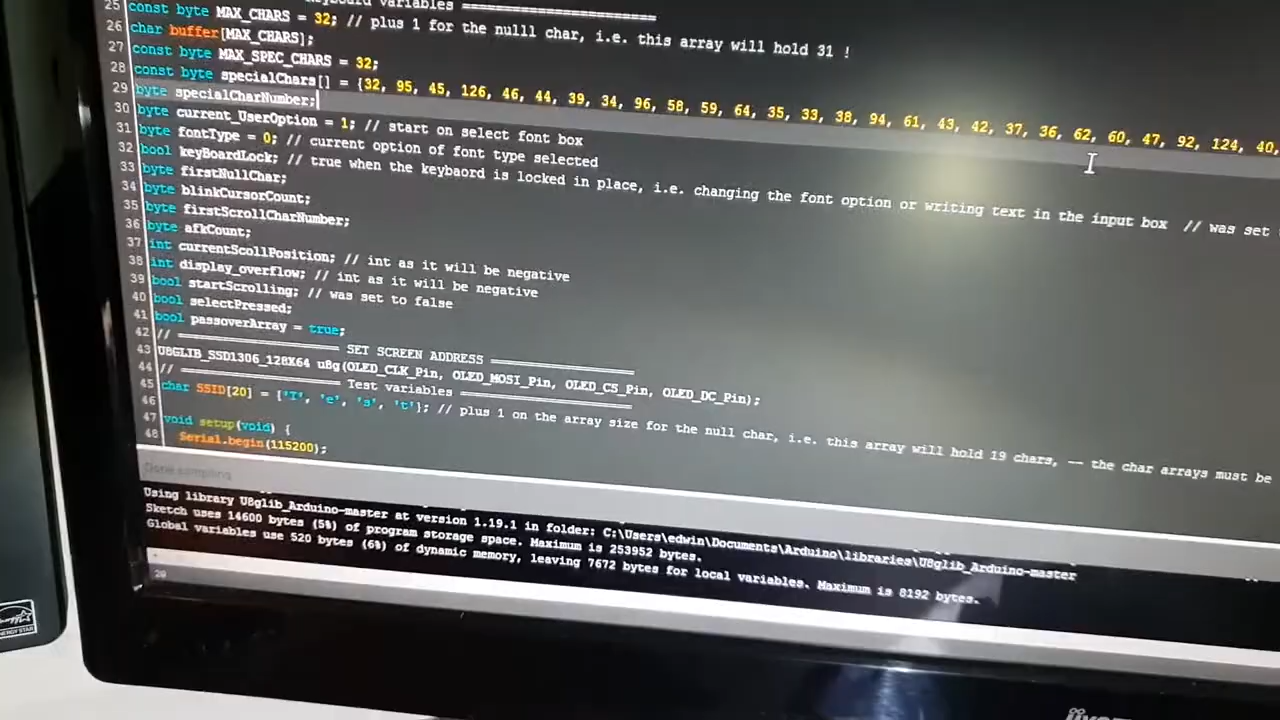 25 variables ═══════════════
26 const byte MAX_CHARS = 32; // plus 1 for the nulll char, i.e. this array will hold 31 !
27 char buffer[MAX_CHARS];
28 const byte MAX_SPEC_CHARS = 32;
29 const byte specialChars[] = {32, 95, 45, 126, 46, 44, 39, 34, 96, 58, 59, 64, 35, 33, 38, 94, 61, 43, 42, 37, 36, 62, 60, 47, 92, 124, 40,
30 byte specialCharNumber;
31 byte current_UserOption = 1; // start on select font box
32 byte fontType = 0; // current option of font type selected
33 bool keyBoardLock; // true when the keybaord is locked in place, i.e. changing the font option or writing text in the input box // was set
34 byte firstNullChar;
35 byte blinkCursorCount;
36 byte firstScrollCharNumber;
37 byte afkCount;
38 int currentScollPosition; // int as it will be negative
39 int display_overflow; // int as it will be negative
40 bool startScrolling; // was set to false
41 bool selectPressed;
42 bool passoverArray = true;
43 // ═══════════════ SET SCREEN ADDRESS ═══════════════
44 U8GLIB_SSD1306_128X64 u8g(OLED_CLK_Pin, OLED_MOSI_Pin, OLED_CS_Pin, OLED_DC_Pin);
45 // ═══════════════ Test variables ═══════════════
46 char SSID[20] = {'T', 'e', 's', 't'}; // plus 1 on the array size for the null char, i.e. this array will hold 19 chars, -- the char arrays must be
47 void setup(void) {
48 Serial.begin(115200);
Done compiling
Using library U8glib_Arduino-master at version 1.19.1 in folder: C:\Users\edwin\Documents\Arduino\libraries\U8glib_Arduino-master
Sketch uses 14600 bytes (5%) of program storage space. Maximum is 253952 bytes.
Global variables use 520 bytes (6%) of dynamic memory, leaving 7672 bytes for local variables. Maximum is 8192 bytes.
29
ENERGY STAR